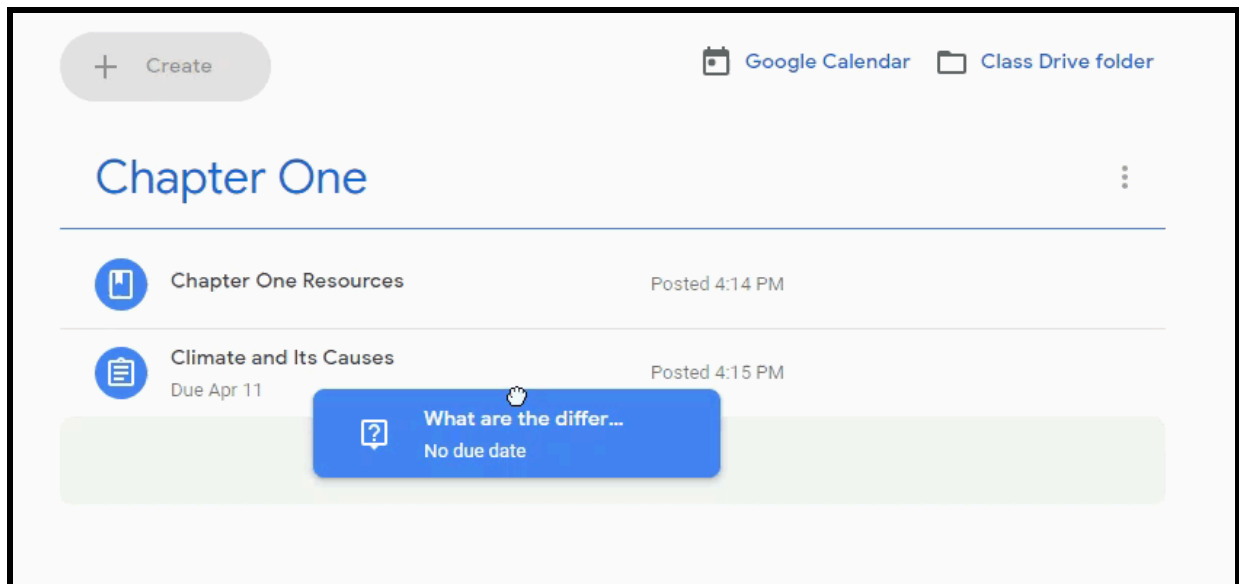 Create
Google Calendar
Class Drive folder
Chapter One
Chapter One Resources
Posted 4:14 PM
Climate and Its Causes
Due Apr 11
Posted 4:15 PM
What are the differ...
No due date